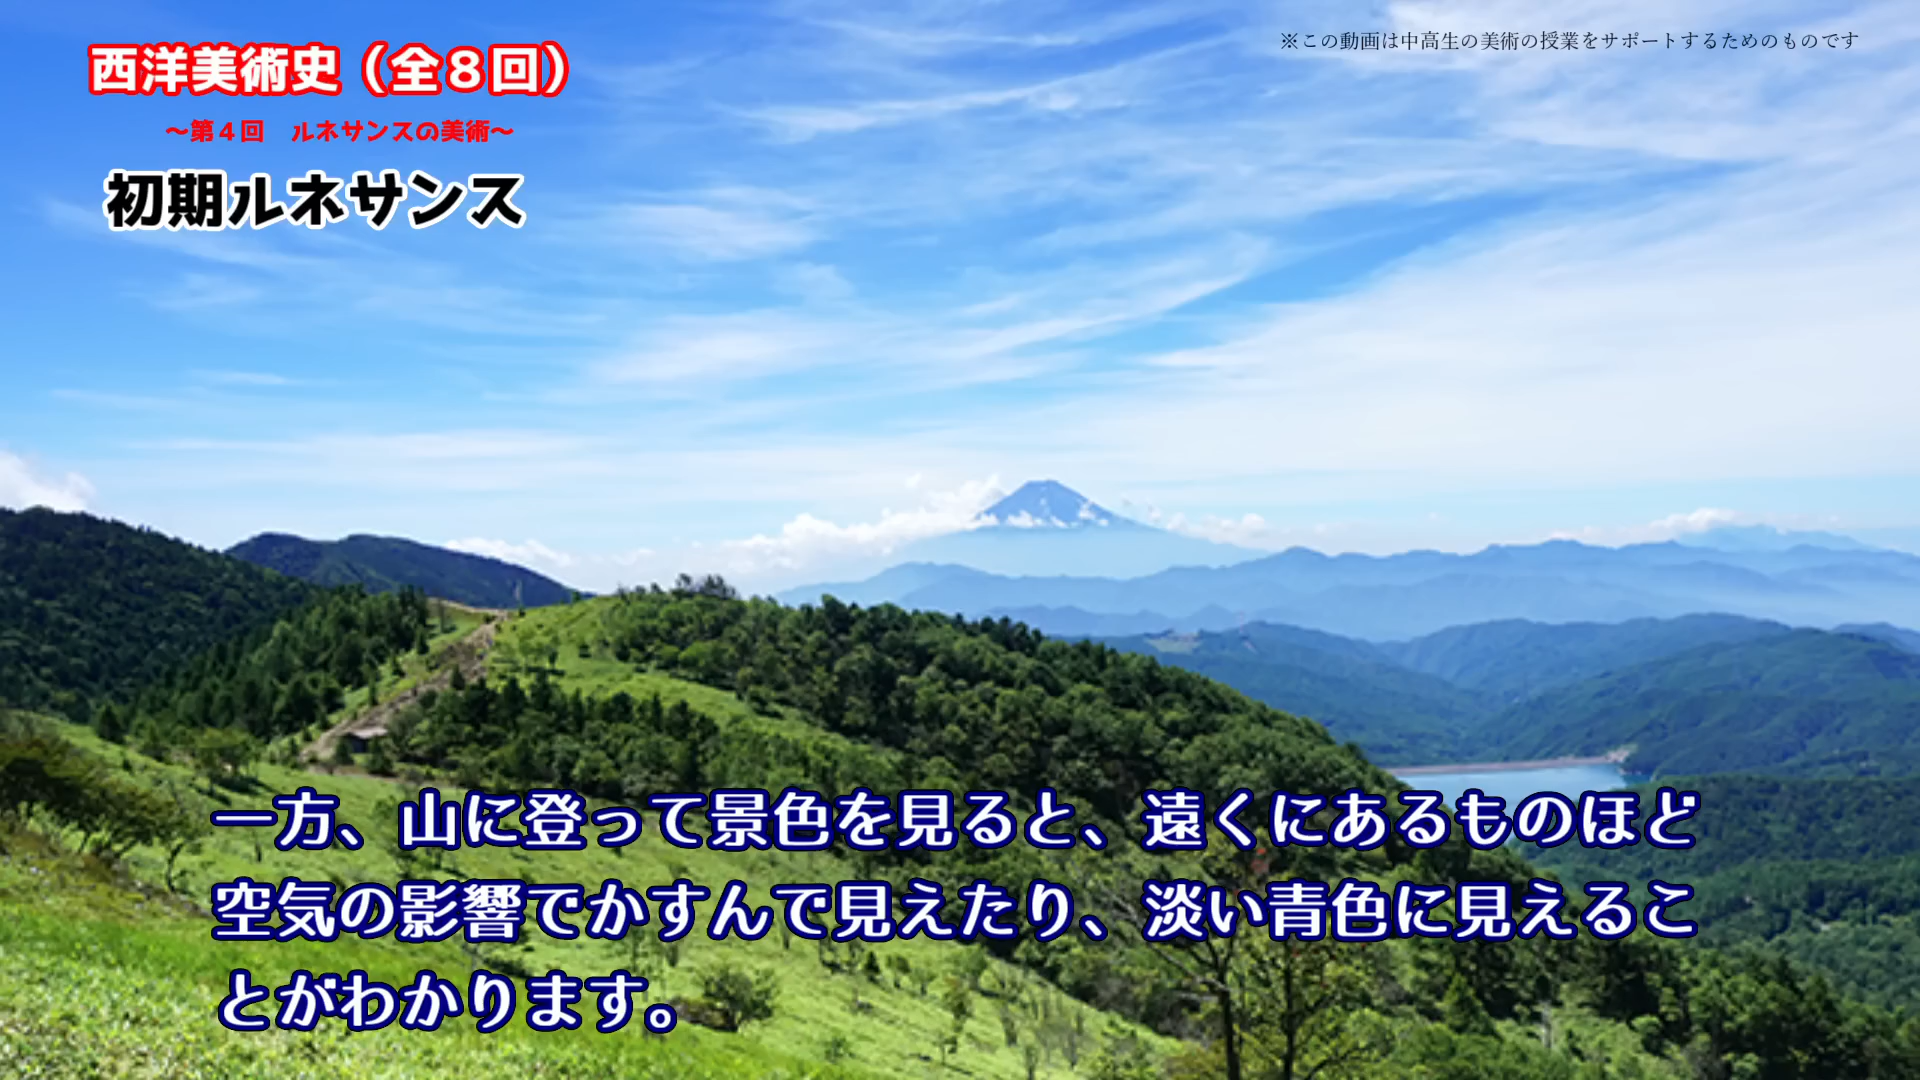 西洋美術史（全８回）
※この動画は中高生の美術の授業をサポートするためのものです
～第４回　ルネサンスの美術～
初期ルネサンス
一方、山に登って景色を見ると、遠くにあるものほど
空気の影響でかすんで見えたり、淡い青色に見えるこ
とがわかります。